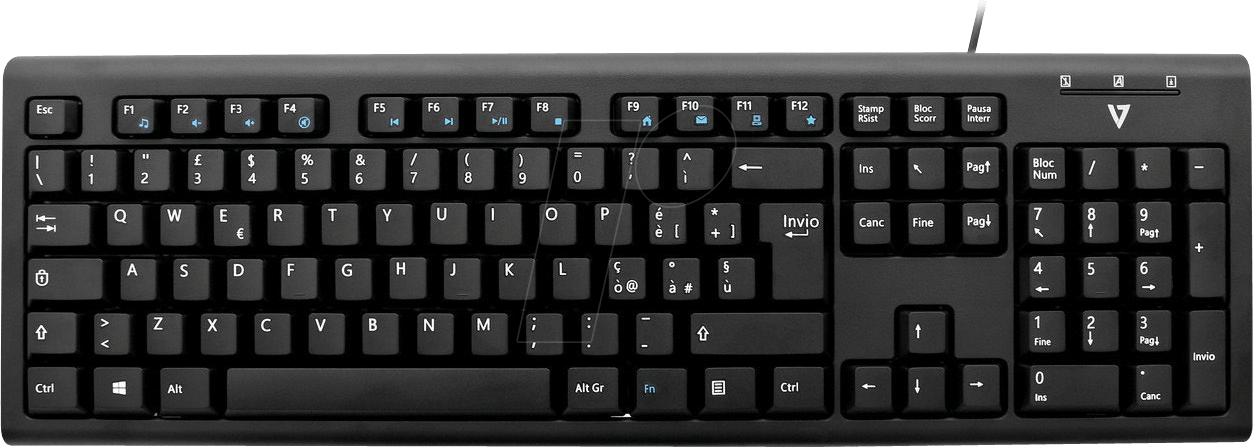 1 A
Esc F1 F2 F3 F4 F5 F6 F7 F8 F9 F10 F11 F12 Stamp RSist Bloc Scorr Pausa Interr
| ! " £ $ % & / ( ) = ? ^ ← Ins ↖ Pag↑ Bloc Num / * −
\ 1 2 3 4 5 6 7 8 9 0 ' ì
Q W E R T Y U I O P é * Invio Canc Fine Pag↓ 7 8 9 +
€ è [ + ] ↖ ↑ Pag↑
A S D F G H J K L ç ° § 4 5 6
ò @ à # ù ← →
> Z X C V B N M ; : _ ↑ 1 2 3 Invio
< , . - Fine ↓ Pag↓
Ctrl Alt Alt Gr Fn Ctrl ← ↓ → 0 .
Ins Canc